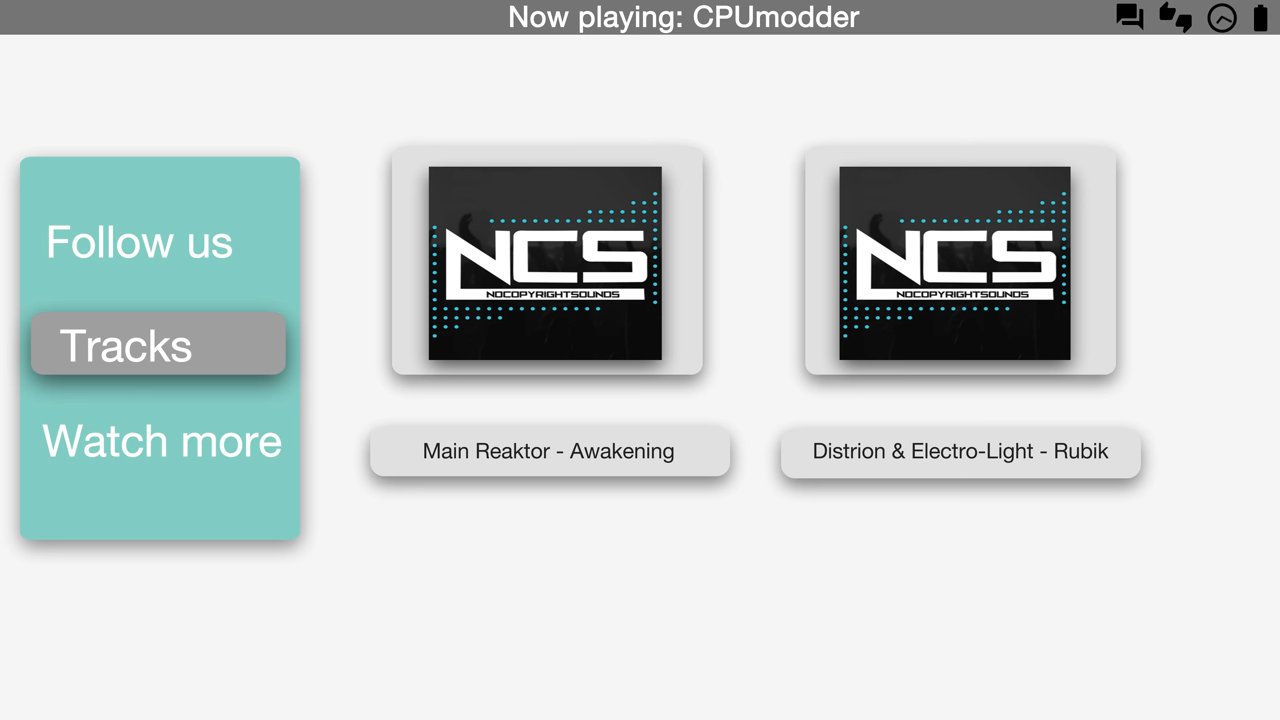 Now playing: CPUmodder
Follow us
Tracks
Watch more
NCS
NOCOPYRIGHTSOUNDS
Main Reaktor - Awakening
NCS
NOCOPYRIGHTSOUNDS
Distrion & Electro-Light - Rubik